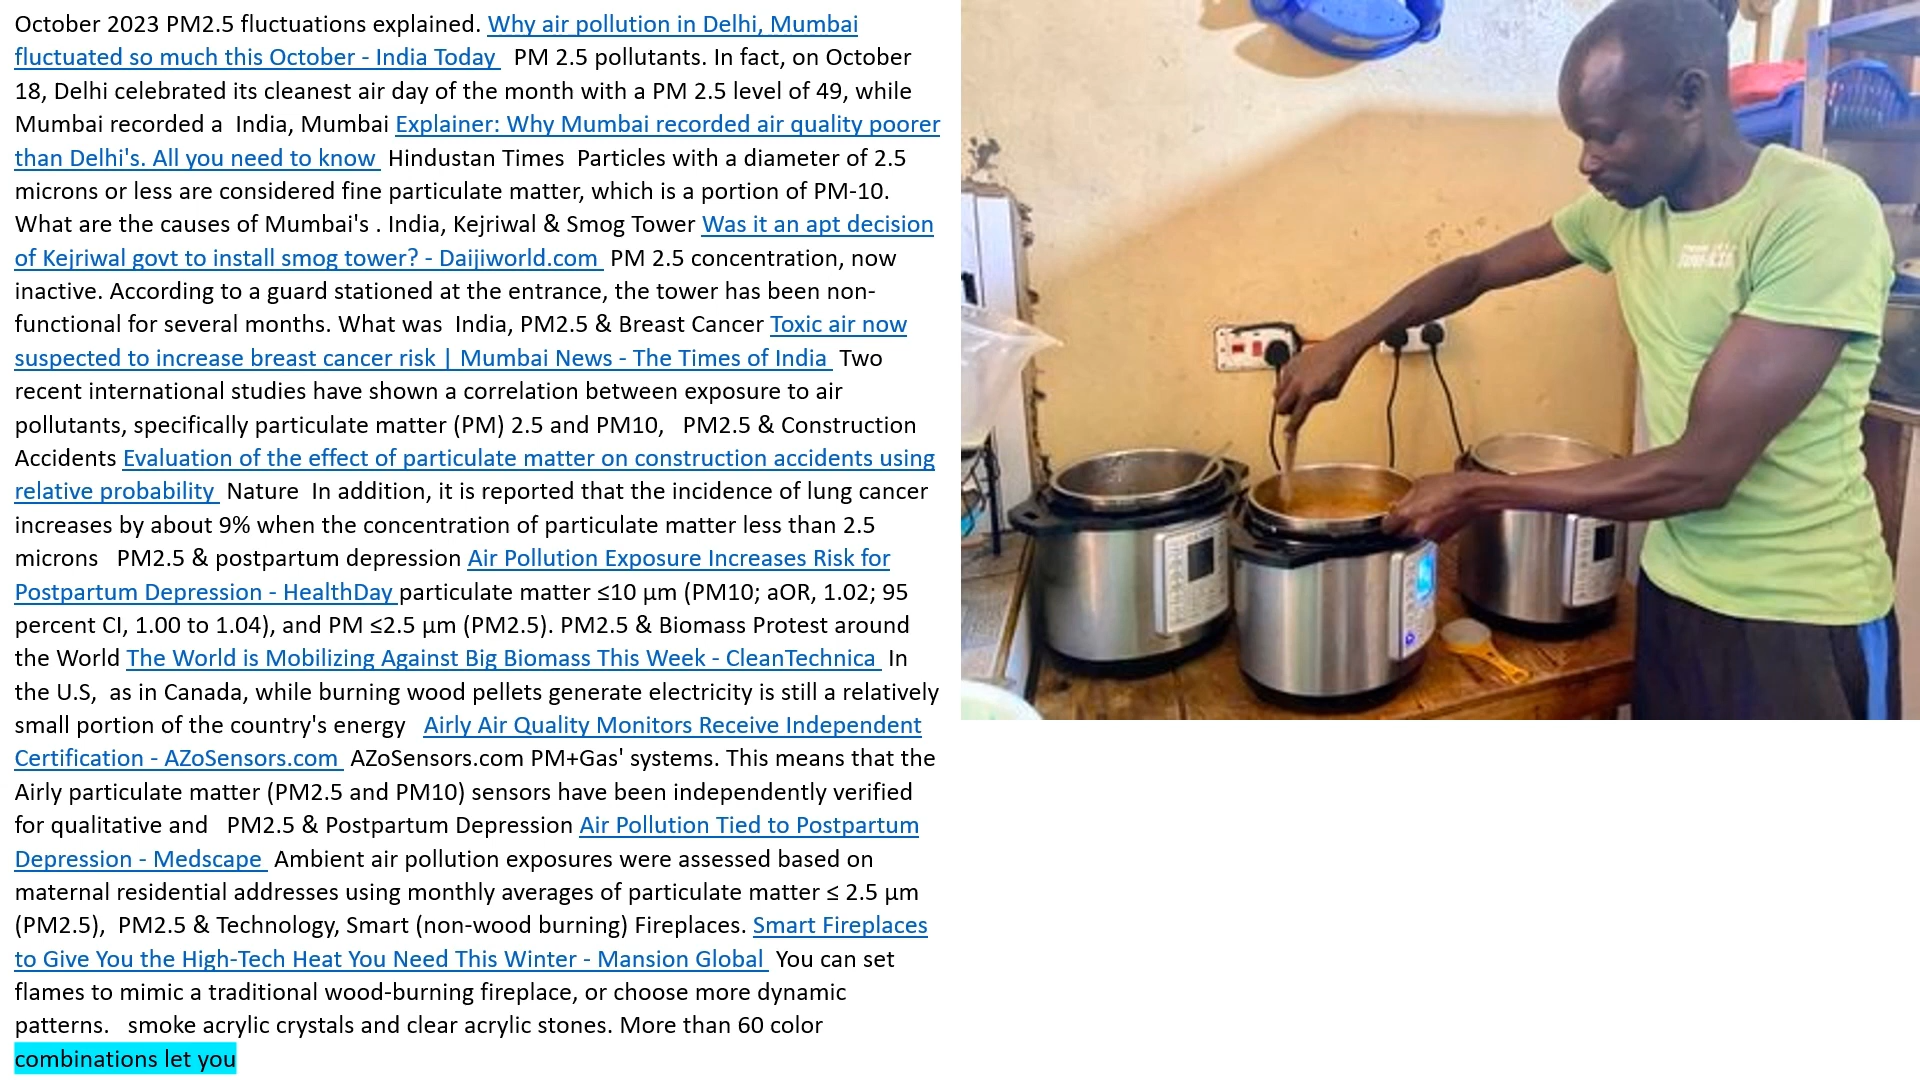 October 2023 PM2.5 fluctuations explained. Why air pollution in Delhi, Mumbai
fluctuated so much this October - India Today   PM 2.5 pollutants. In fact, on October
18, Delhi celebrated its cleanest air day of the month with a PM 2.5 level of 49, while
Mumbai recorded a  India, Mumbai Explainer: Why Mumbai recorded air quality poorer
than Delhi's. All you need to know  Hindustan Times  Particles with a diameter of 2.5
microns or less are considered fine particulate matter, which is a portion of PM-10.
What are the causes of Mumbai's . India, Kejriwal & Smog Tower Was it an apt decision
of Kejriwal govt to install smog tower? - Daijiworld.com  PM 2.5 concentration, now
inactive. According to a guard stationed at the entrance, the tower has been non-
functional for several months. What was  India, PM2.5 & Breast Cancer Toxic air now
suspected to increase breast cancer risk | Mumbai News - The Times of India  Two
recent international studies have shown a correlation between exposure to air
pollutants, specifically particulate matter (PM) 2.5 and PM10,   PM2.5 & Construction
Accidents Evaluation of the effect of particulate matter on construction accidents using
relative probability  Nature  In addition, it is reported that the incidence of lung cancer
increases by about 9% when the concentration of particulate matter less than 2.5
microns   PM2.5 & postpartum depression Air Pollution Exposure Increases Risk for
Postpartum Depression - HealthDay particulate matter ≤10 µm (PM10; aOR, 1.02; 95
percent CI, 1.00 to 1.04), and PM ≤2.5 µm (PM2.5). PM2.5 & Biomass Protest around
the World The World is Mobilizing Against Big Biomass This Week - CleanTechnica  In
the U.S,  as in Canada, while burning wood pellets generate electricity is still a relatively
small portion of the country's energy   Airly Air Quality Monitors Receive Independent
Certification - AZoSensors.com  AZoSensors.com PM+Gas' systems. This means that the
Airly particulate matter (PM2.5 and PM10) sensors have been independently verified
for qualitative and   PM2.5 & Postpartum Depression Air Pollution Tied to Postpartum
Depression - Medscape  Ambient air pollution exposures were assessed based on
maternal residential addresses using monthly averages of particulate matter ≤ 2.5 µm
(PM2.5),  PM2.5 & Technology, Smart (non-wood burning) Fireplaces. Smart Fireplaces
to Give You the High-Tech Heat You Need This Winter - Mansion Global  You can set
flames to mimic a traditional wood-burning fireplace, or choose more dynamic
patterns.   smoke acrylic crystals and clear acrylic stones. More than 60 color
combinations let you